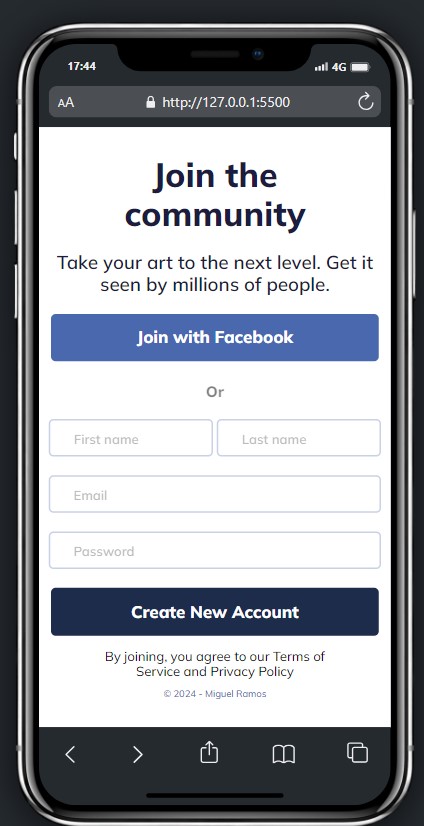 17:44 4G
AA http://127.0.0.1:5500
Join the
community
Take your art to the next level. Get it
seen by millions of people.
Join with Facebook
Or
First name Last name
Email
Password
Create New Account
By joining, you agree to our Terms of
Service and Privacy Policy
© 2024 - Miguel Ramos